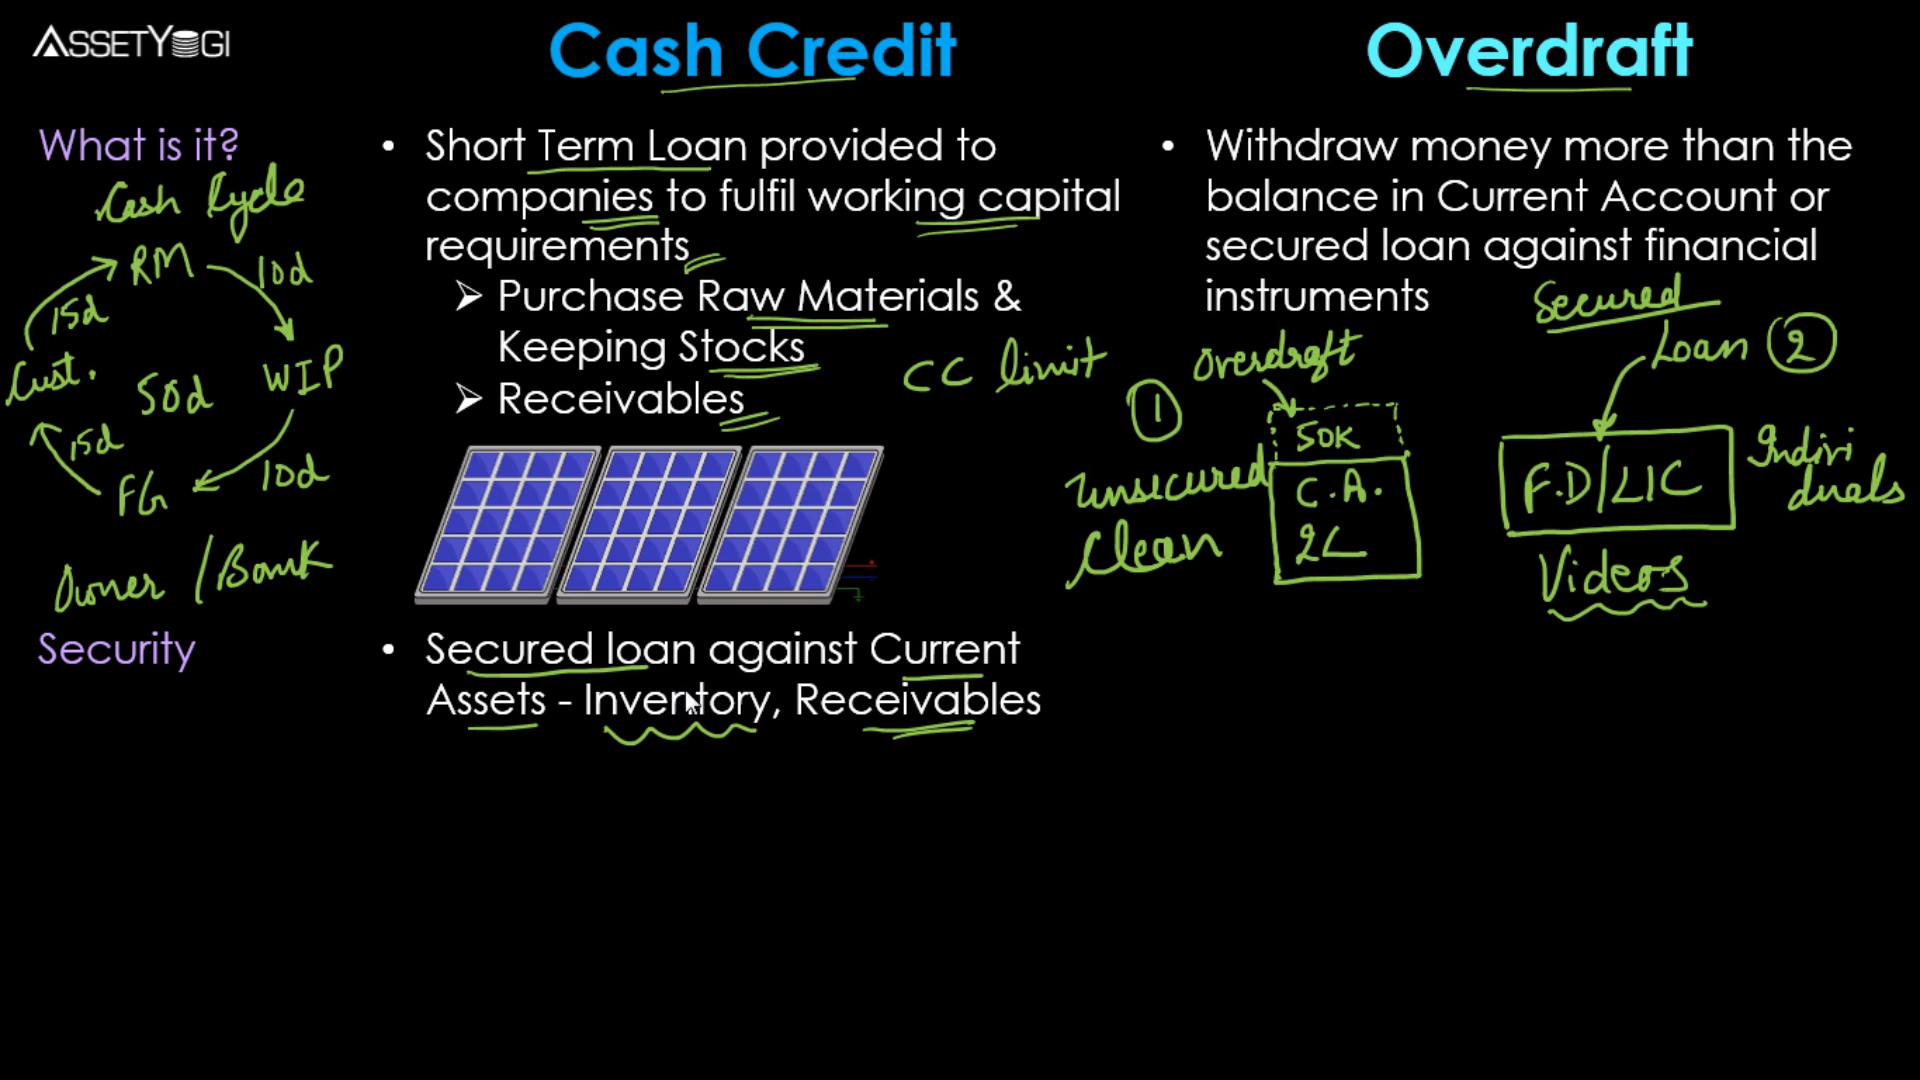 ASSETYOGI
Cash Credit
Overdraft
What is it?
Cash Cycle
RM
10d
WIP
10d
FG
15d
Cust.
15d
50d
Owner / Bank
• Short Term Loan provided to
companies to fulfil working capital
requirements
➢ Purchase Raw Materials &
Keeping Stocks
➢ Receivables
CC limit
• Withdraw money more than the
balance in Current Account or
secured loan against financial
instruments
Overdraft
1
50K
C.A.
2L
unsecured
Clean
Secured
Loan 2
F.D/LIC
Indivi
duals
Videos
Security
• Secured loan against Current
Assets - Inventory, Receivables